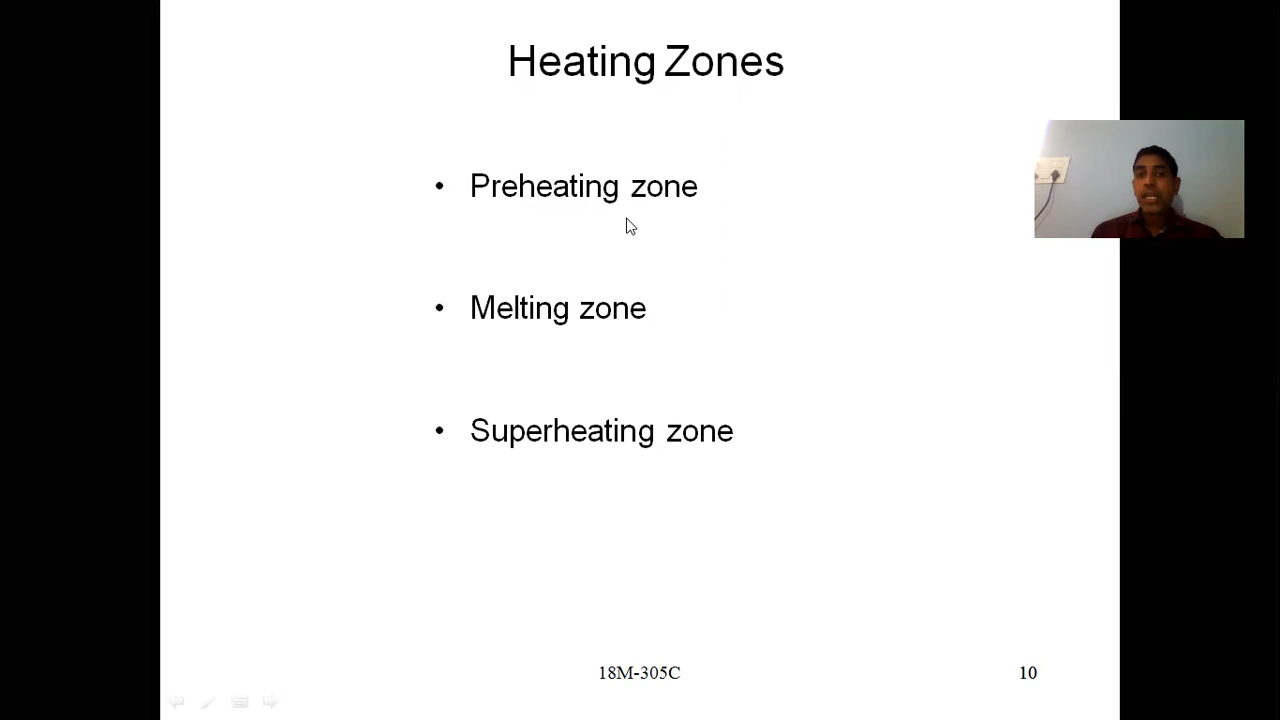 Heating Zones
• Preheating zone
• Melting zone
• Superheating zone
18M-305C
10